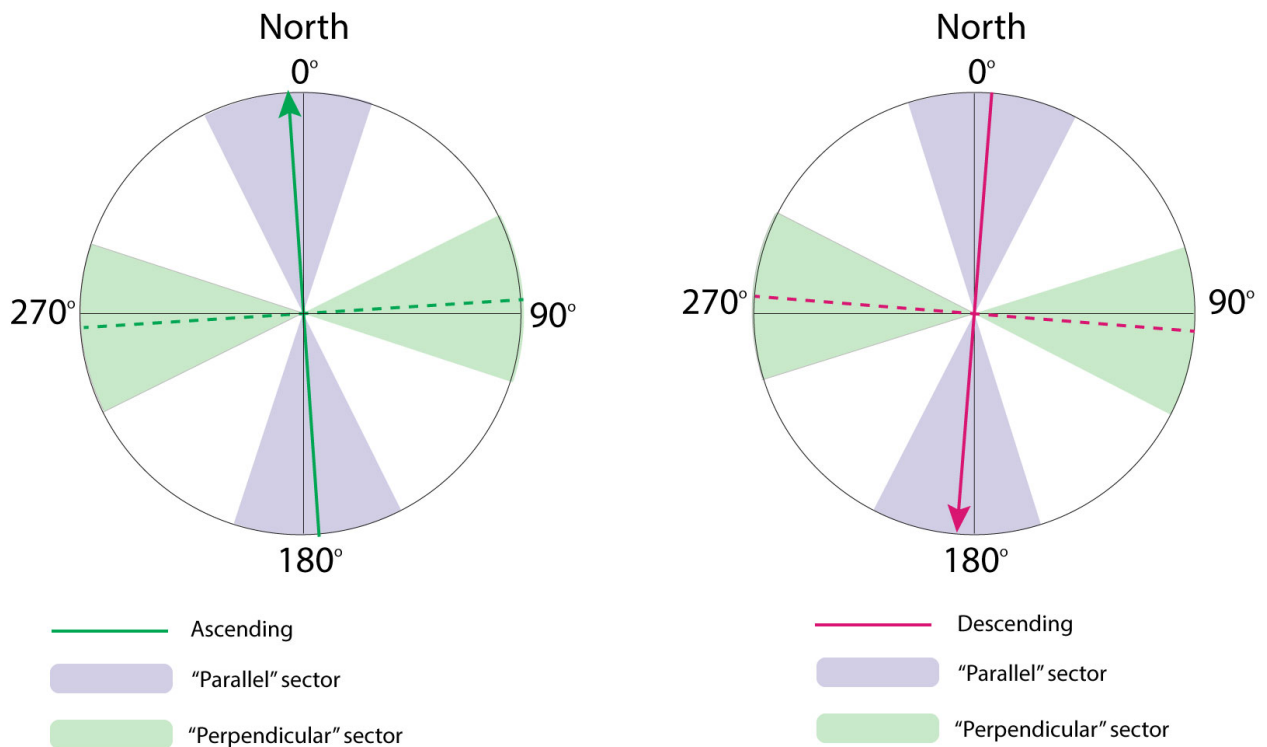 North
0°
270°
90°
180°
Ascending
“Parallel” sector
“Perpendicular” sector
North
0°
270°
90°
180°
Descending
“Parallel” sector
“Perpendicular” sector